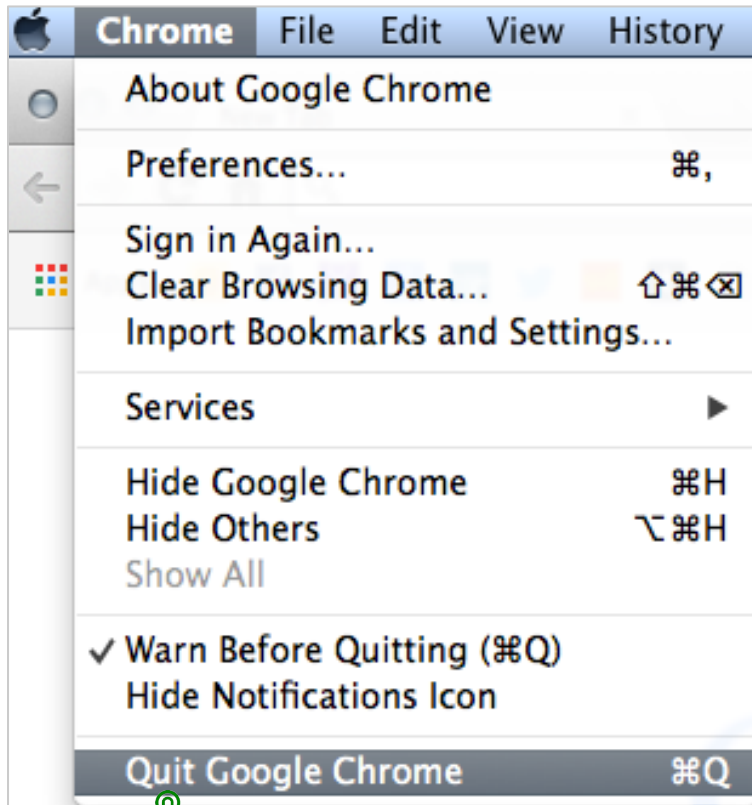 Chrome File Edit View History
About Google Chrome
Preferences... ⌘,
Sign in Again...
Clear Browsing Data... ⇧⌘⌫
Import Bookmarks and Settings...
Services ▶
Hide Google Chrome ⌘H
Hide Others ⌥⌘H
Show All
✓ Warn Before Quitting (⌘Q)
Hide Notifications Icon
Quit Google Chrome ⌘Q